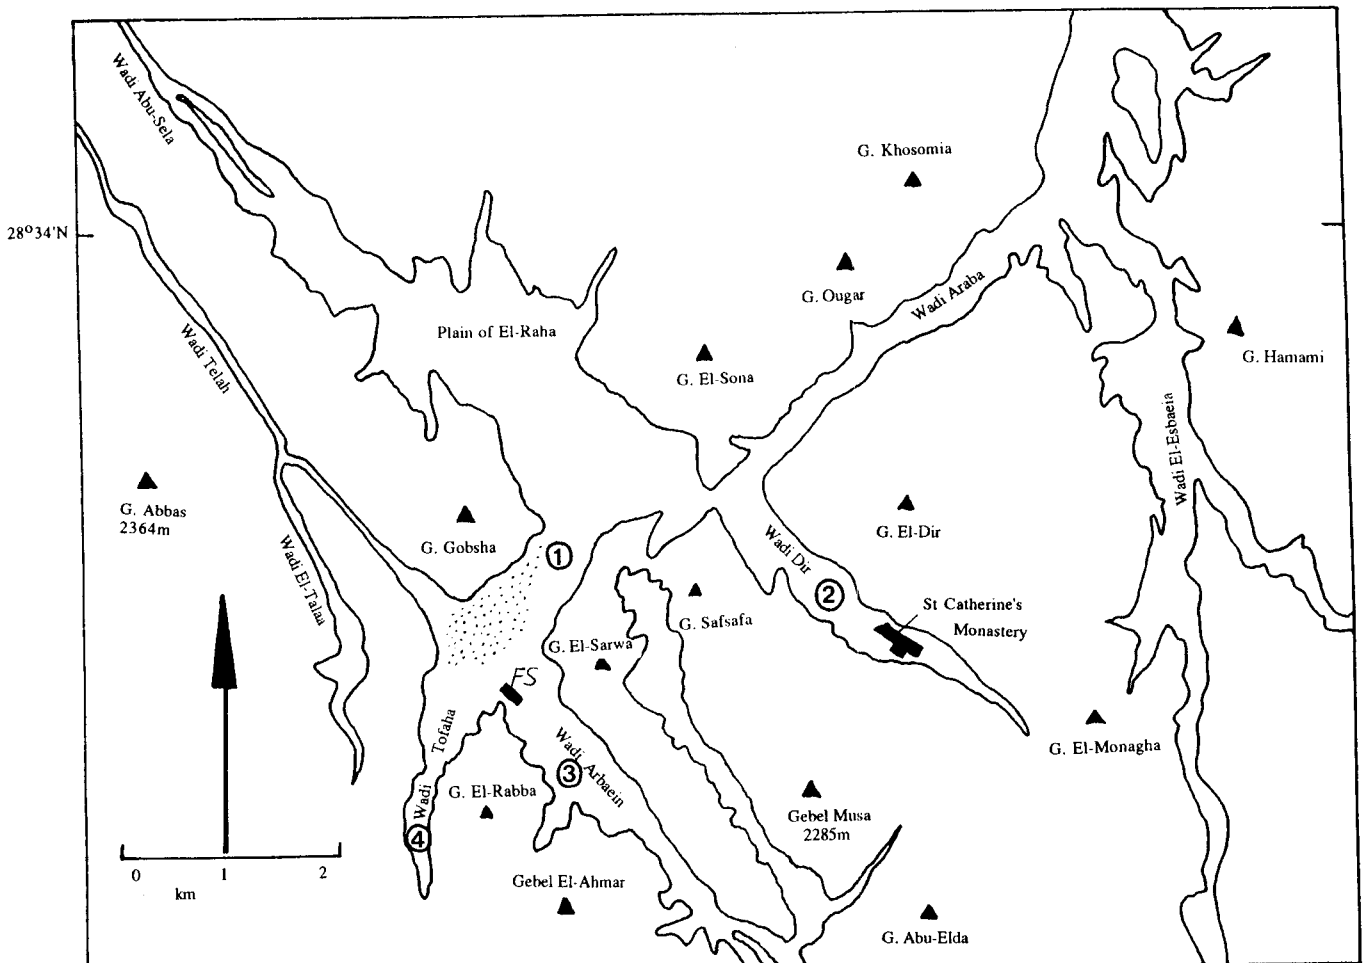 Wadi Abu-Sela
G. Khosomia
28°34'N
G. Ougar
Wadi Araba
Plain of El-Raha
Wadi Telah
G. El-Sona
G. Hamami
Wadi El-Esbaeia
G. Abbas
2364m
G. Gobsha
G. El-Dir
Wadi Dir
Wadi El-Talaa
1
2
St Catherine's
Monastery
G. Safsafa
G. El-Sarwa
FS
Wadi Tofaha
Wadi Arbaein
G. El-Monagha
3
G. El-Rabba
Gebel Musa
2285m
4
0 1 2
km
Gebel El-Ahmar
G. Abu-Elda